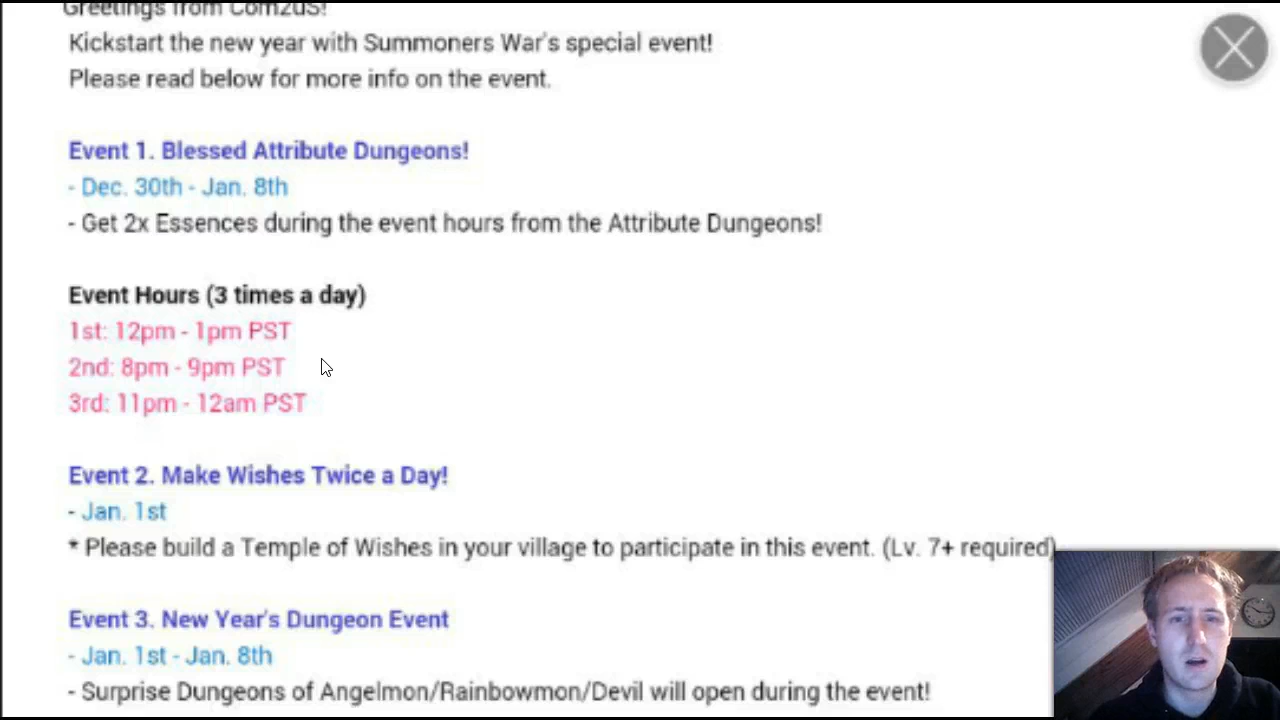 Greetings from Com2uS!
Kickstart the new year with Summoners War's special event!
Please read below for more info on the event.
Event 1. Blessed Attribute Dungeons!
- Dec. 30th - Jan. 8th
- Get 2x Essences during the event hours from the Attribute Dungeons!
Event Hours (3 times a day)
1st: 12pm - 1pm PST
2nd: 8pm - 9pm PST
3rd: 11pm - 12am PST
Event 2. Make Wishes Twice a Day!
- Jan. 1st
* Please build a Temple of Wishes in your village to participate in this event. (Lv. 7+ required)
Event 3. New Year's Dungeon Event
- Jan. 1st - Jan. 8th
- Surprise Dungeons of Angelmon/Rainbowmon/Devil will open during the event!